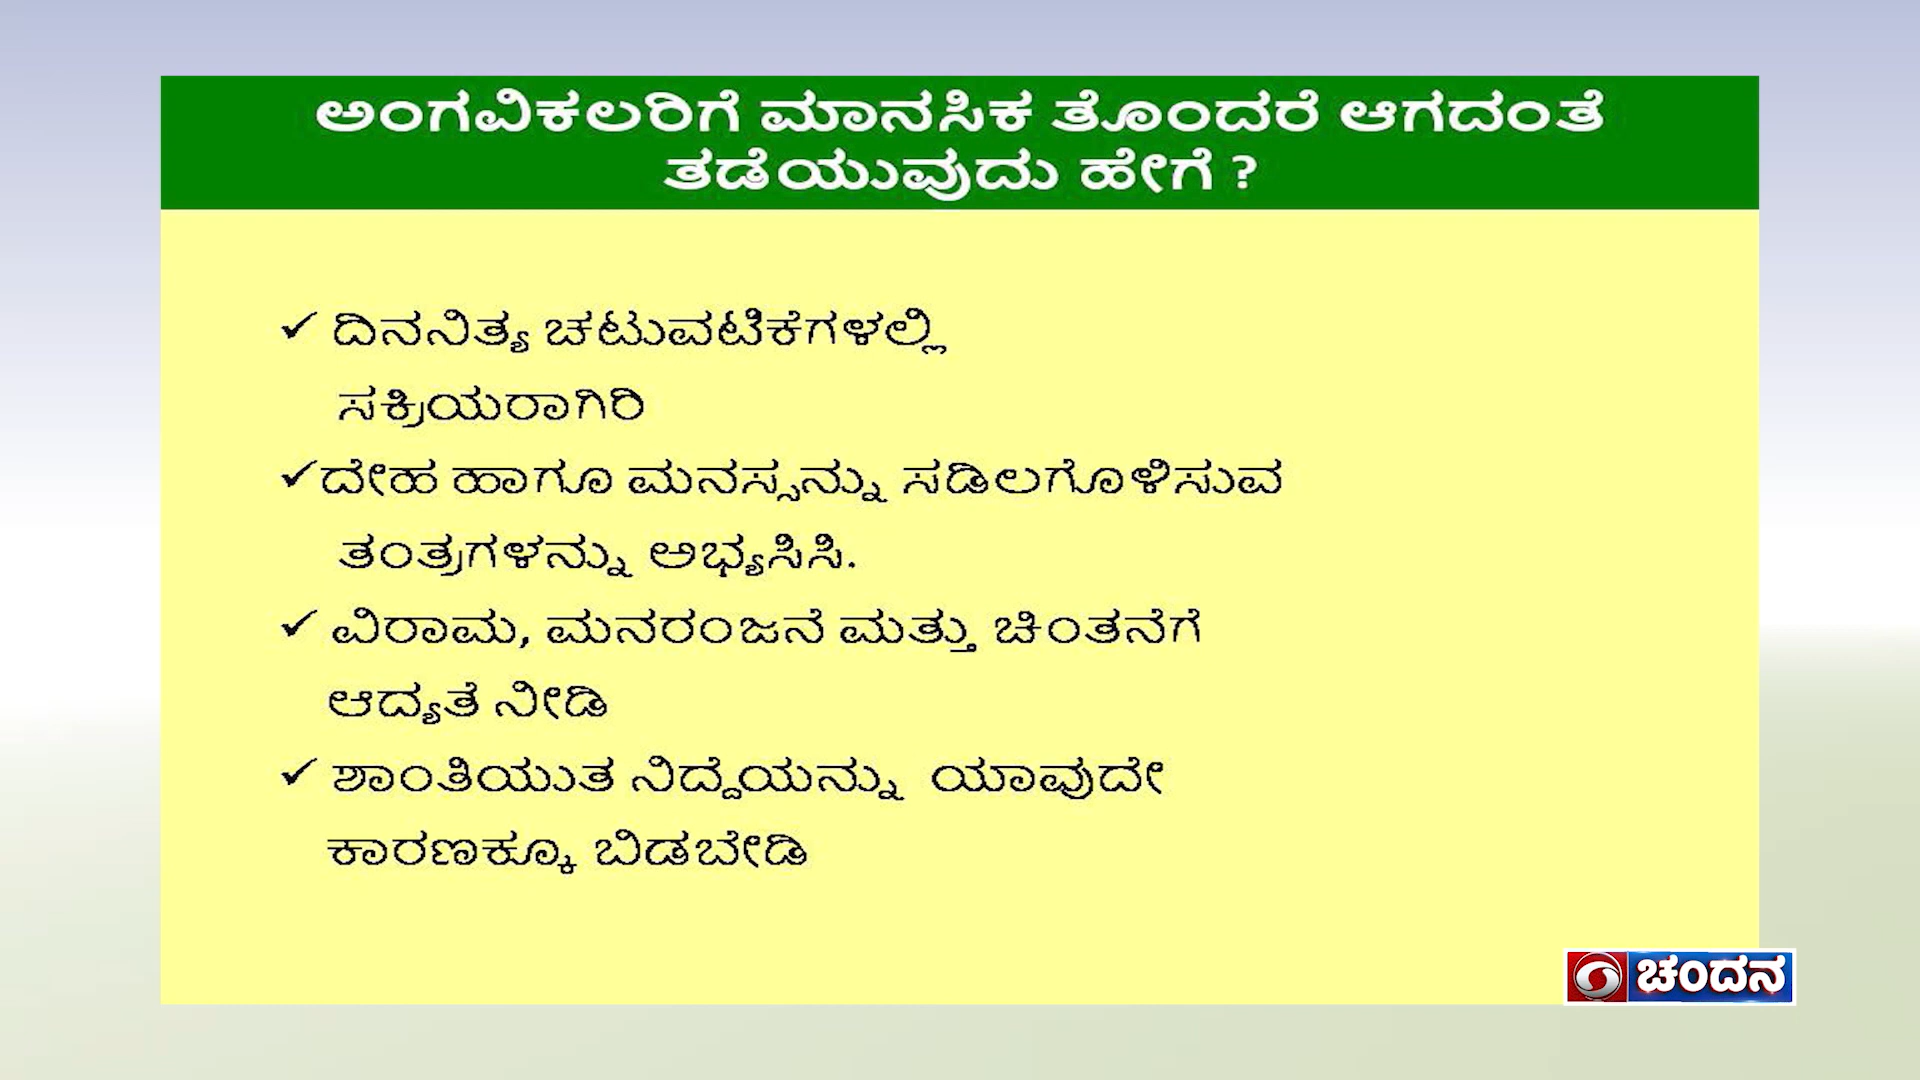 ಅಂಗವಿಕಲರಿಗೆ ಮಾನಸಿಕ ತೊಂದರೆ ಆಗದಂತೆ
ತಡೆಯುವುದು ಹೇಗೆ ?
✓ ದಿನನಿತ್ಯ ಚಟುವಟಿಕೆಗಳಲ್ಲಿ
ಸಕ್ರಿಯರಾಗಿರಿ
✓ ದೇಹ ಹಾಗೂ ಮನಸ್ಸನ್ನು ಸಡಿಲಗೊಳಿಸುವ
ತಂತ್ರಗಳನ್ನು ಅಭ್ಯಸಿಸಿ.
✓ ವಿರಾಮ, ಮನರಂಜನೆ ಮತ್ತು ಚಿಂತನೆಗೆ
ಆದ್ಯತೆ ನೀಡಿ
✓ ಶಾಂತಿಯುತ ನಿದ್ದೆಯನ್ನು ಯಾವುದೇ
ಕಾರಣಕ್ಕೂ ಬಿಡಬೇಡಿ
ಚಂದನ